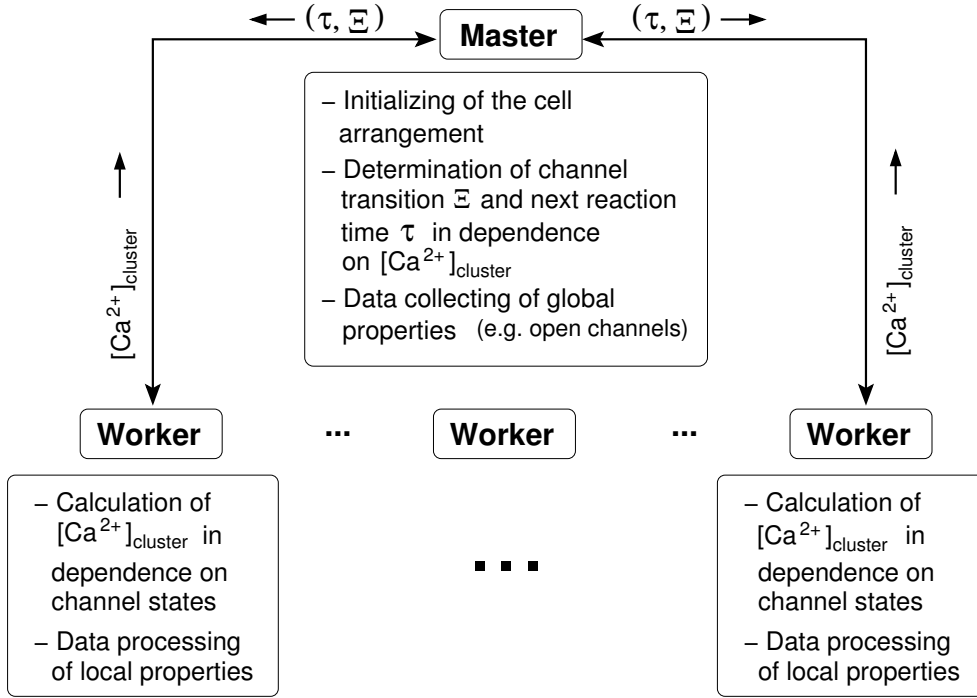 (τ, Ξ)
(τ, Ξ)
Master
– Initializing of the cell
arrangement
– Determination of channel
transition Ξ and next reaction
time τ in dependence
on [Ca²⁺]cluster
– Data collecting of global
properties (e.g. open channels)
[Ca²⁺]cluster
[Ca²⁺]cluster
Worker ... Worker ... Worker
– Calculation of
[Ca²⁺]cluster in
dependence on
channel states
– Data processing
of local properties
...
– Calculation of
[Ca²⁺]cluster in
dependence on
channel states
– Data processing
of local properties